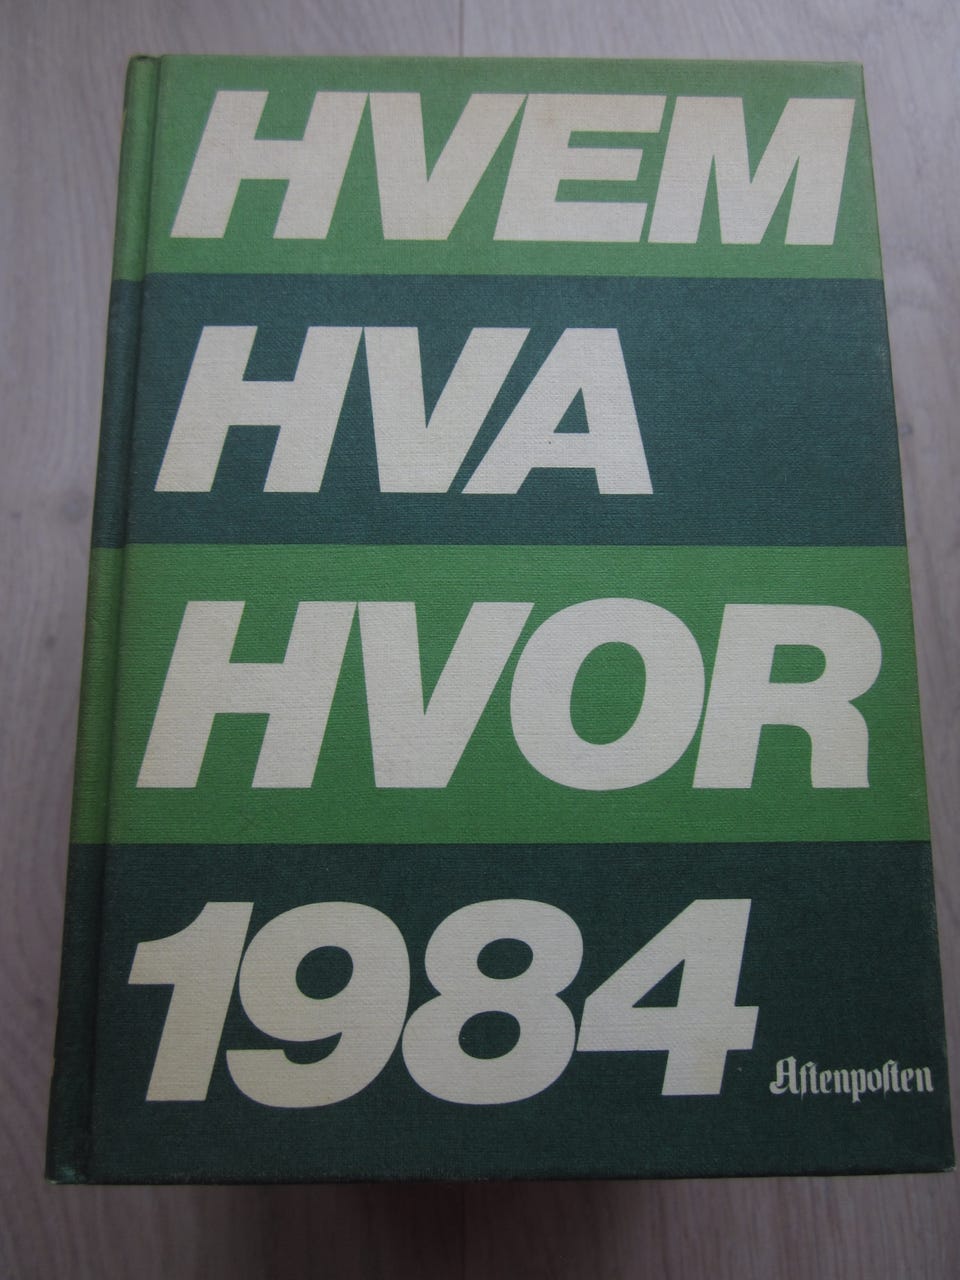 HVEM
HVA
HVOR
1984
Aftenposten